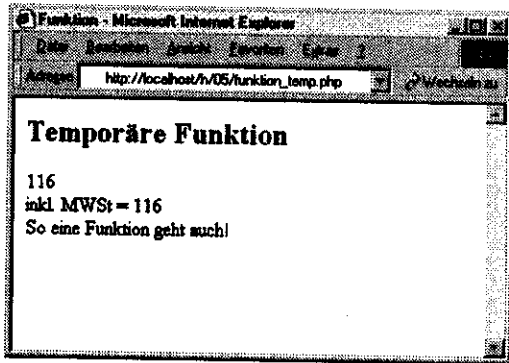 Funktion - Microsoft Internet Explorer
Datei Bearbeiten Ansicht Favoriten Extras ?
Adresse http://localhost/h/05/funktion_temp.php Wechseln zu
Temporäre Funktion
116
inkl. MWSt = 116
So eine Funktion geht auch!